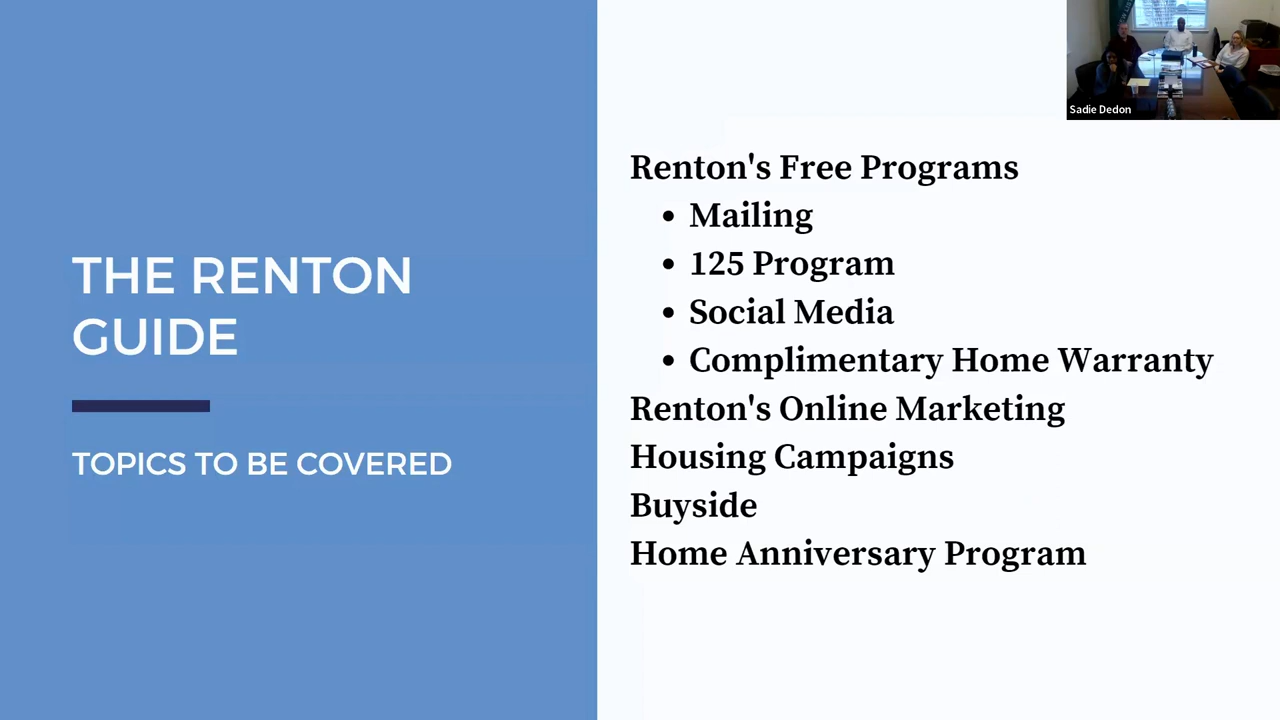 THE RENTON
GUIDE
TOPICS TO BE COVERED
Renton's Free Programs
• Mailing
• 125 Program
• Social Media
• Complimentary Home Warranty
Renton's Online Marketing
Housing Campaigns
Buyside
Home Anniversary Program
Sadie Dedon